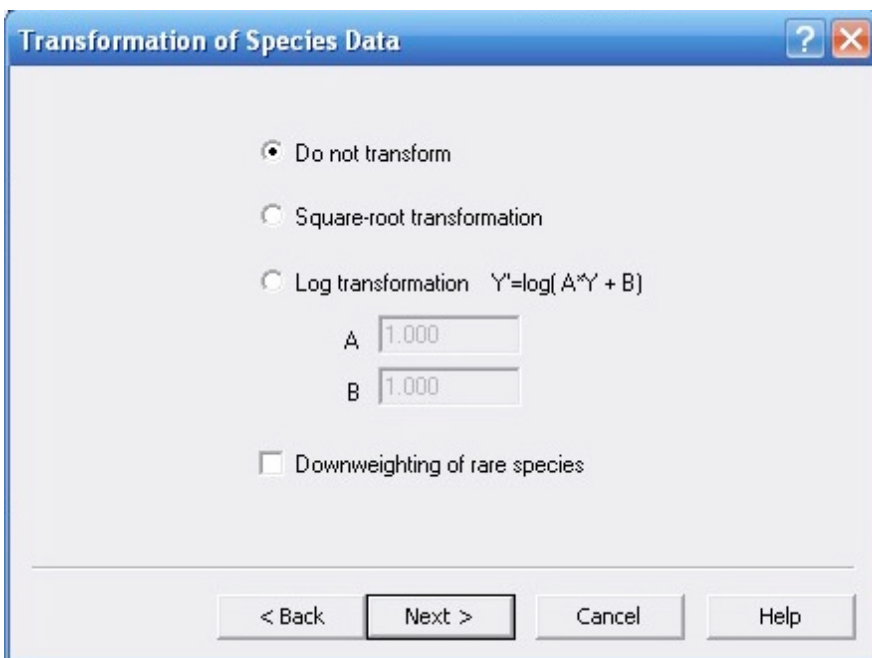 Transformation of Species Data
Do not transform
Square-root transformation
Log transformation Y'=log( A*Y + B)
A 1.000
B 1.000
Downweighting of rare species
< Back Next > Cancel Help